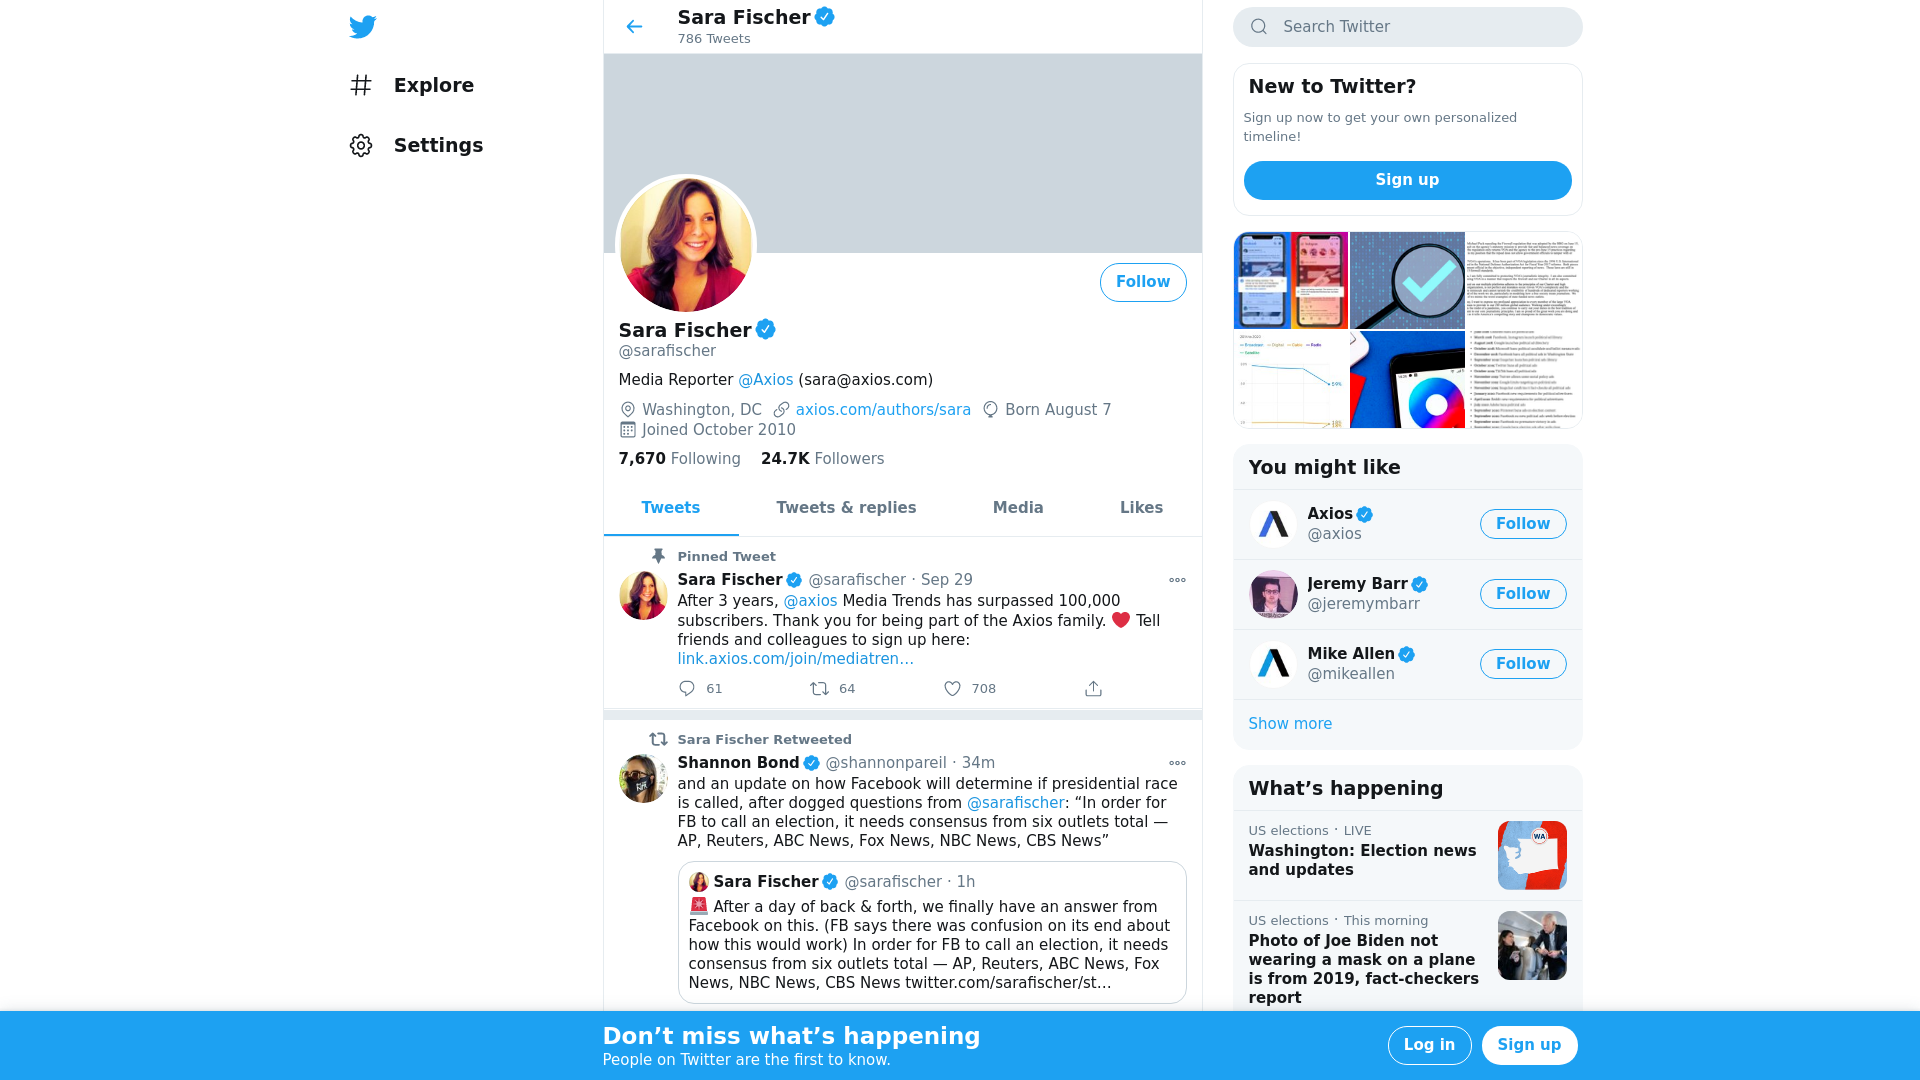 Explore
Settings
Sara Fischer
786 Tweets
Follow
Sara Fischer
@sarafischer
Media Reporter @Axios (sara@axios.com)
Washington, DC axios.com/authors/sara Born August 7
Joined October 2010
7,670 Following 24.7K Followers
Tweets Tweets & replies Media Likes
Pinned Tweet
Sara Fischer @sarafischer · Sep 29
After 3 years, @axios Media Trends has surpassed 100,000
subscribers. Thank you for being part of the Axios family. Tell
friends and colleagues to sign up here:
link.axios.com/join/mediatren…
61 64 708
Sara Fischer Retweeted
Shannon Bond @shannonpareil · 34m
and an update on how Facebook will determine if presidential race
is called, after dogged questions from @sarafischer: “In order for
FB to call an election, it needs consensus from six outlets total —
AP, Reuters, ABC News, Fox News, NBC News, CBS News”
Sara Fischer @sarafischer · 1h
After a day of back & forth, we finally have an answer from
Facebook on this. (FB says there was confusion on its end about
how this would work) In order for FB to call an election, it needs
consensus from six outlets total — AP, Reuters, ABC News, Fox
News, NBC News, CBS News twitter.com/sarafischer/st…
Search Twitter
New to Twitter?
Sign up now to get your own personalized
timeline!
Sign up
You might like
Axios
@axios
Follow
Jeremy Barr
@jeremymbarr
Follow
Mike Allen
@mikeallen
Follow
Show more
What’s happening
US elections · LIVE
Washington: Election news
and updates
WA
US elections · This morning
Photo of Joe Biden not
wearing a mask on a plane
is from 2019, fact-checkers
report
Don’t miss what’s happening
People on Twitter are the first to know.
Log in
Sign up